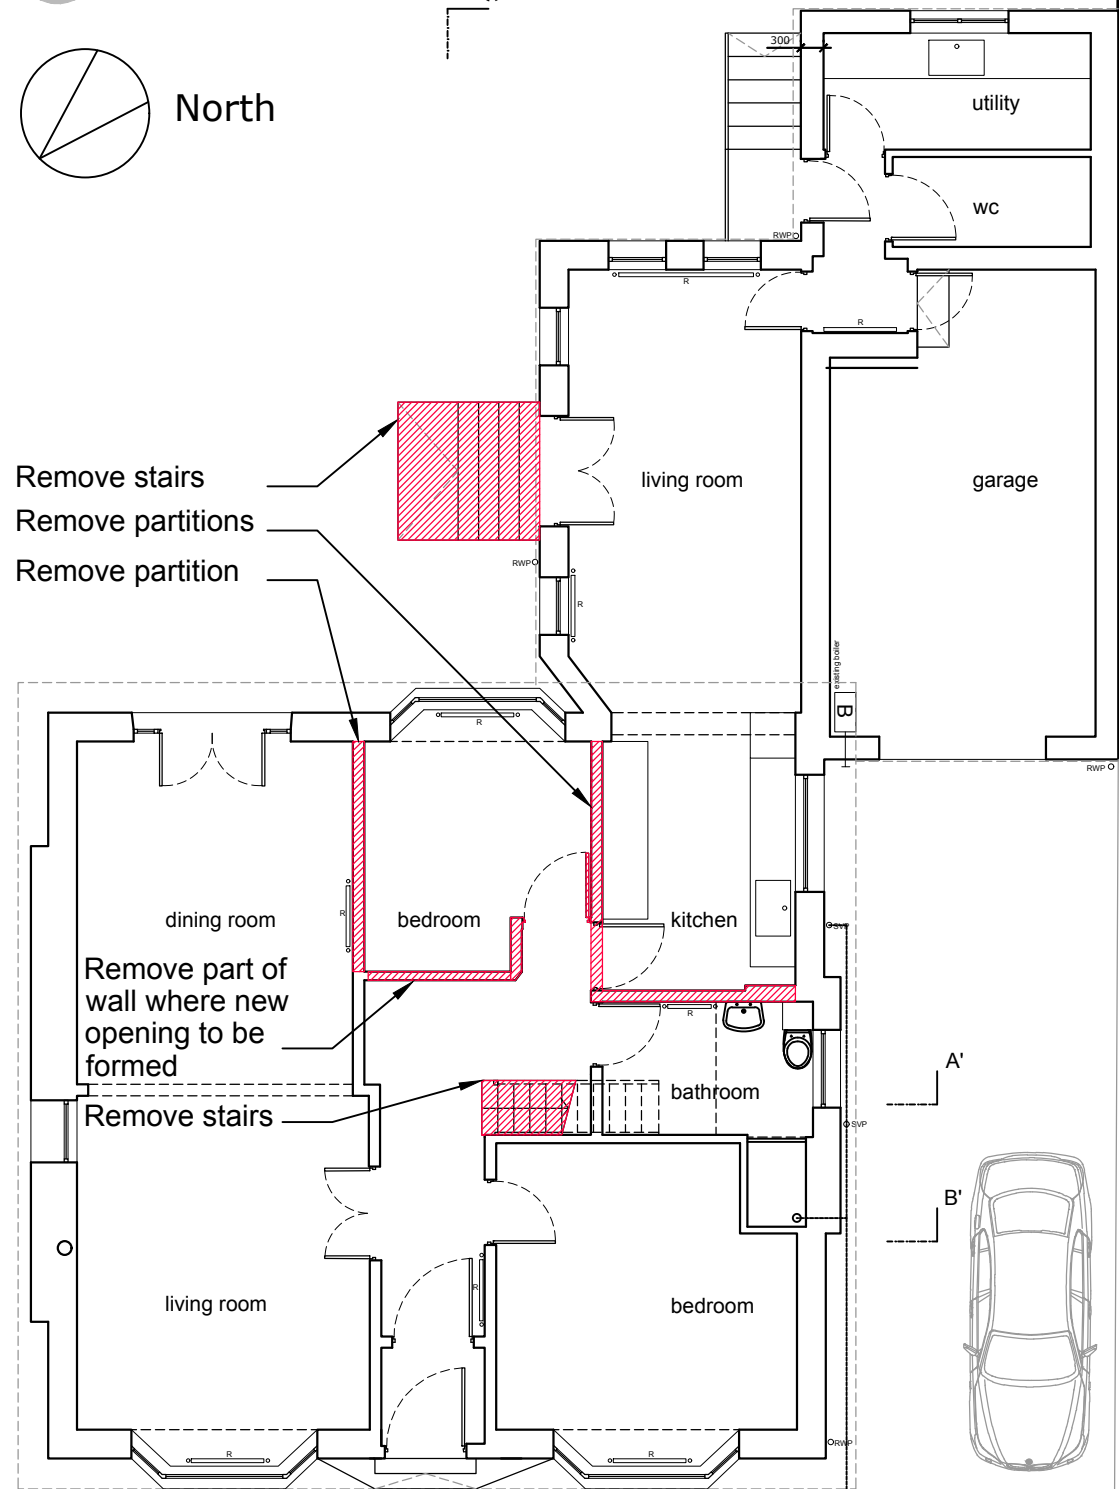 300
North
utility
wc
RWP
R
R
Remove stairs
living room
garage
Remove partitions
RWP
Remove partition
R
existing boiler
R
B
RWP
dining room
R
bedroom
kitchen
SVP
Remove part of
wall where new
opening to be
formed
R
A'
bathroom
Remove stairs
SVP
B'
R
living room
bedroom
RWP
R
R